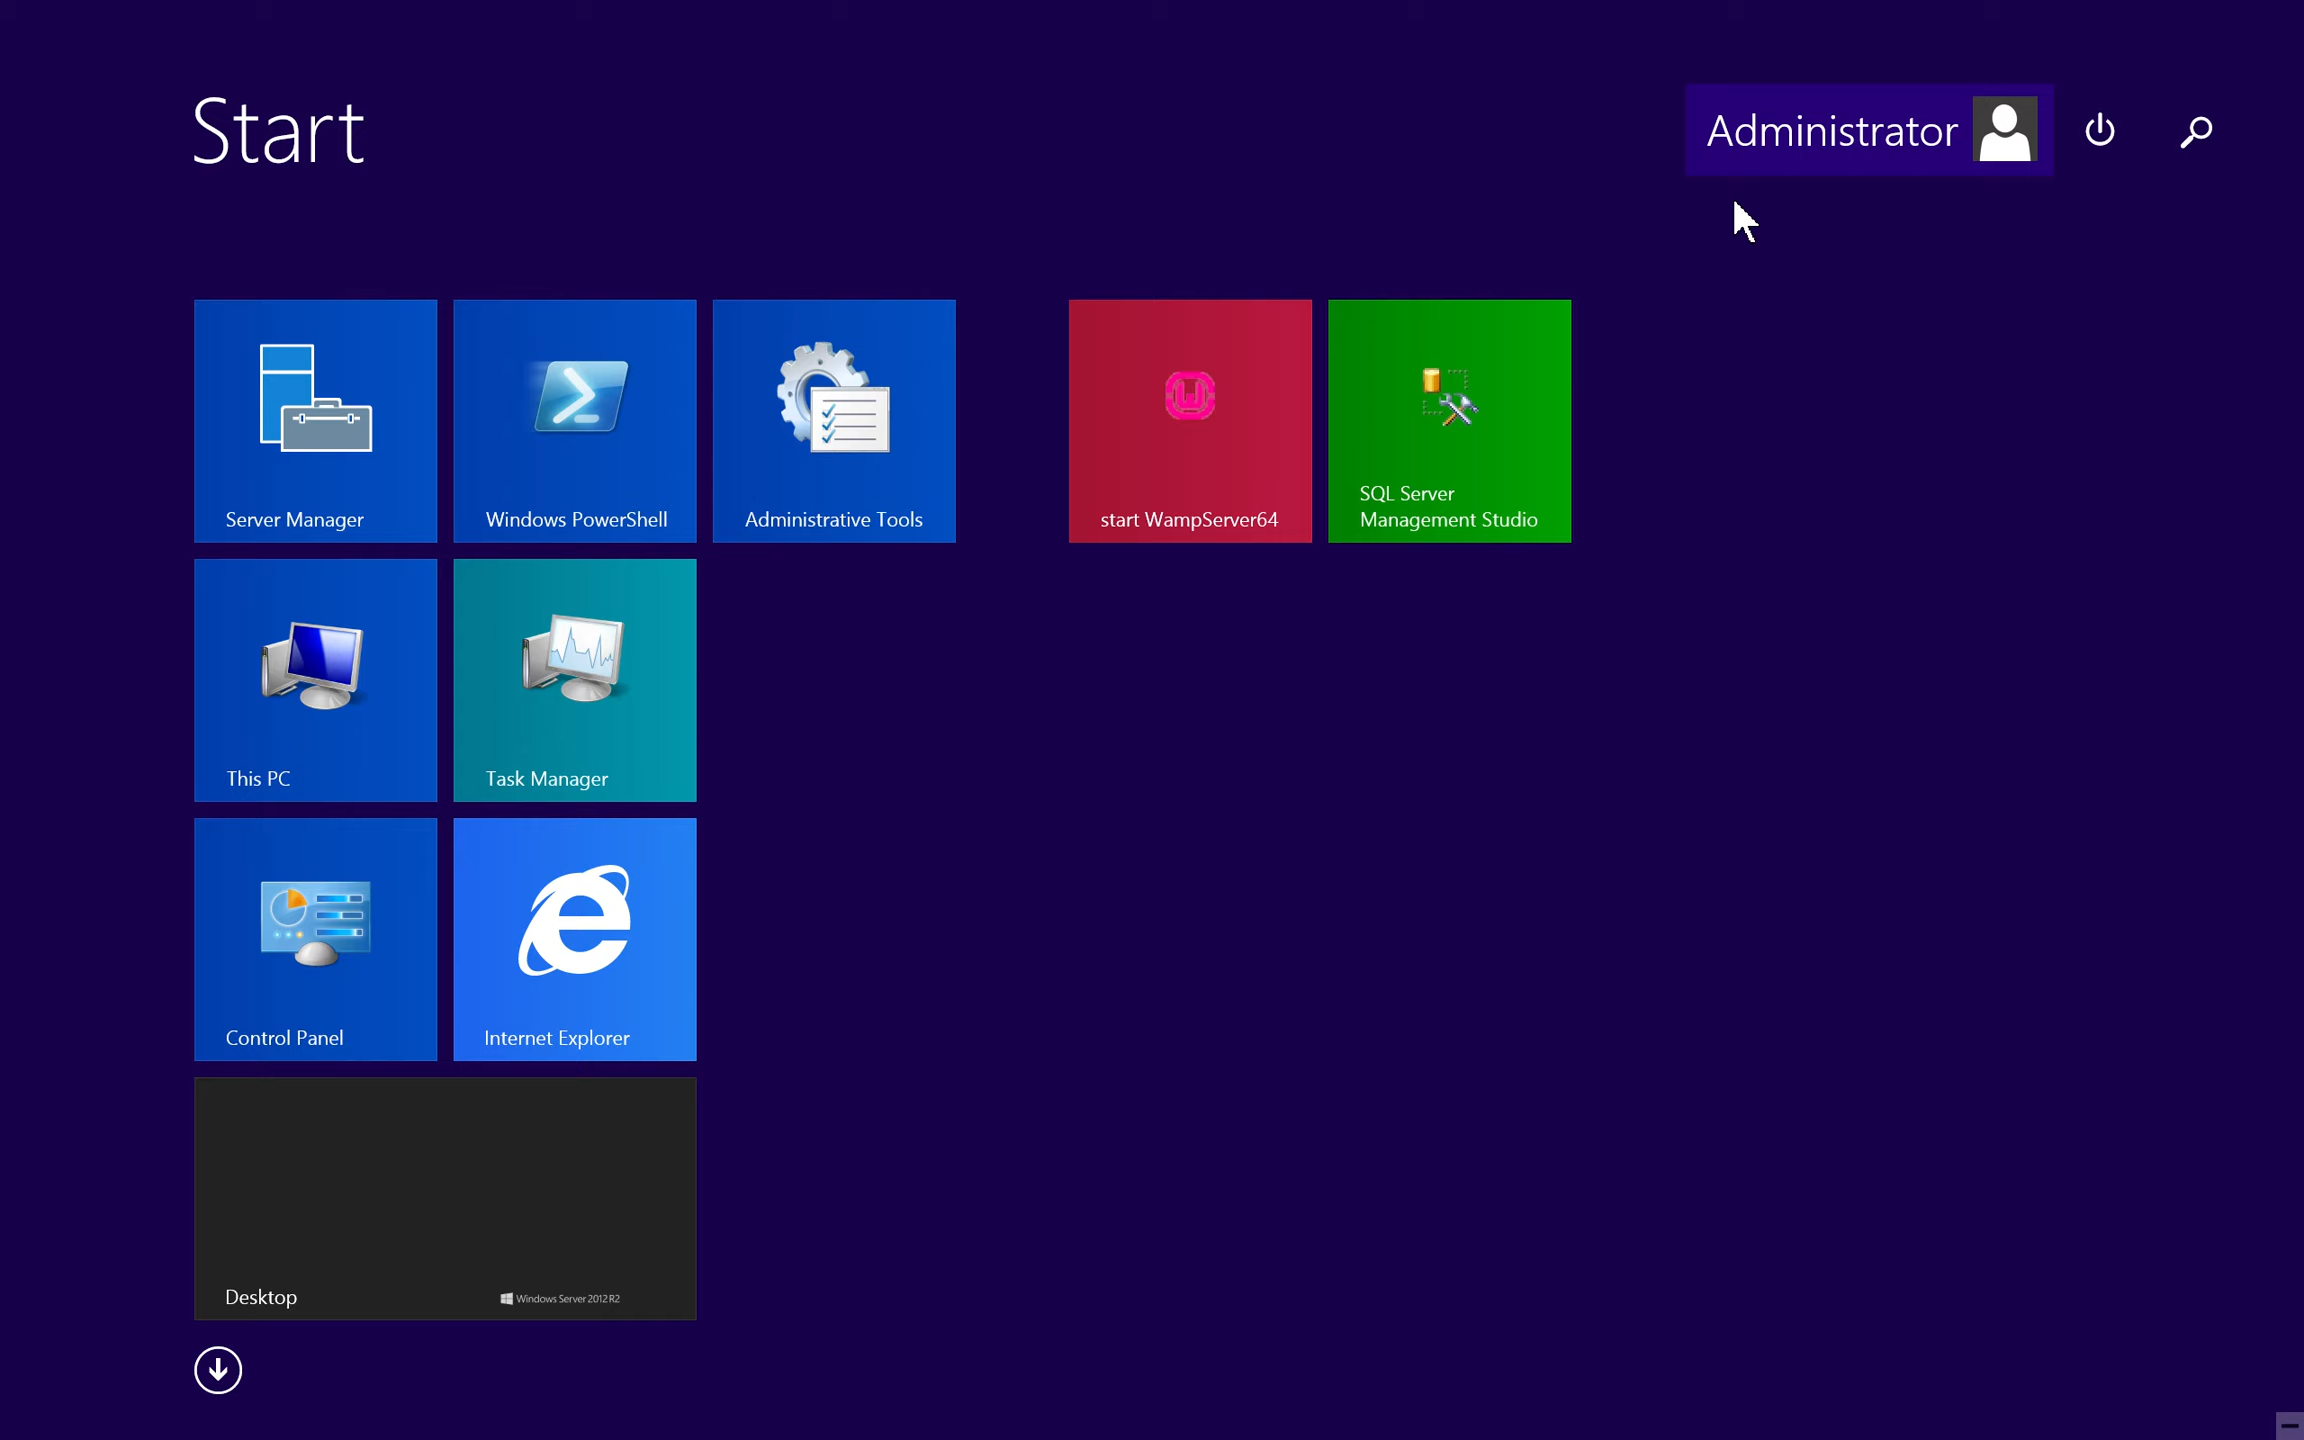 Start
Administrator
Server Manager
Windows PowerShell
Administrative Tools
start WampServer64
SQL Server
Management Studio
This PC
Task Manager
Control Panel
Internet Explorer
Desktop
Windows Server 2012 R2